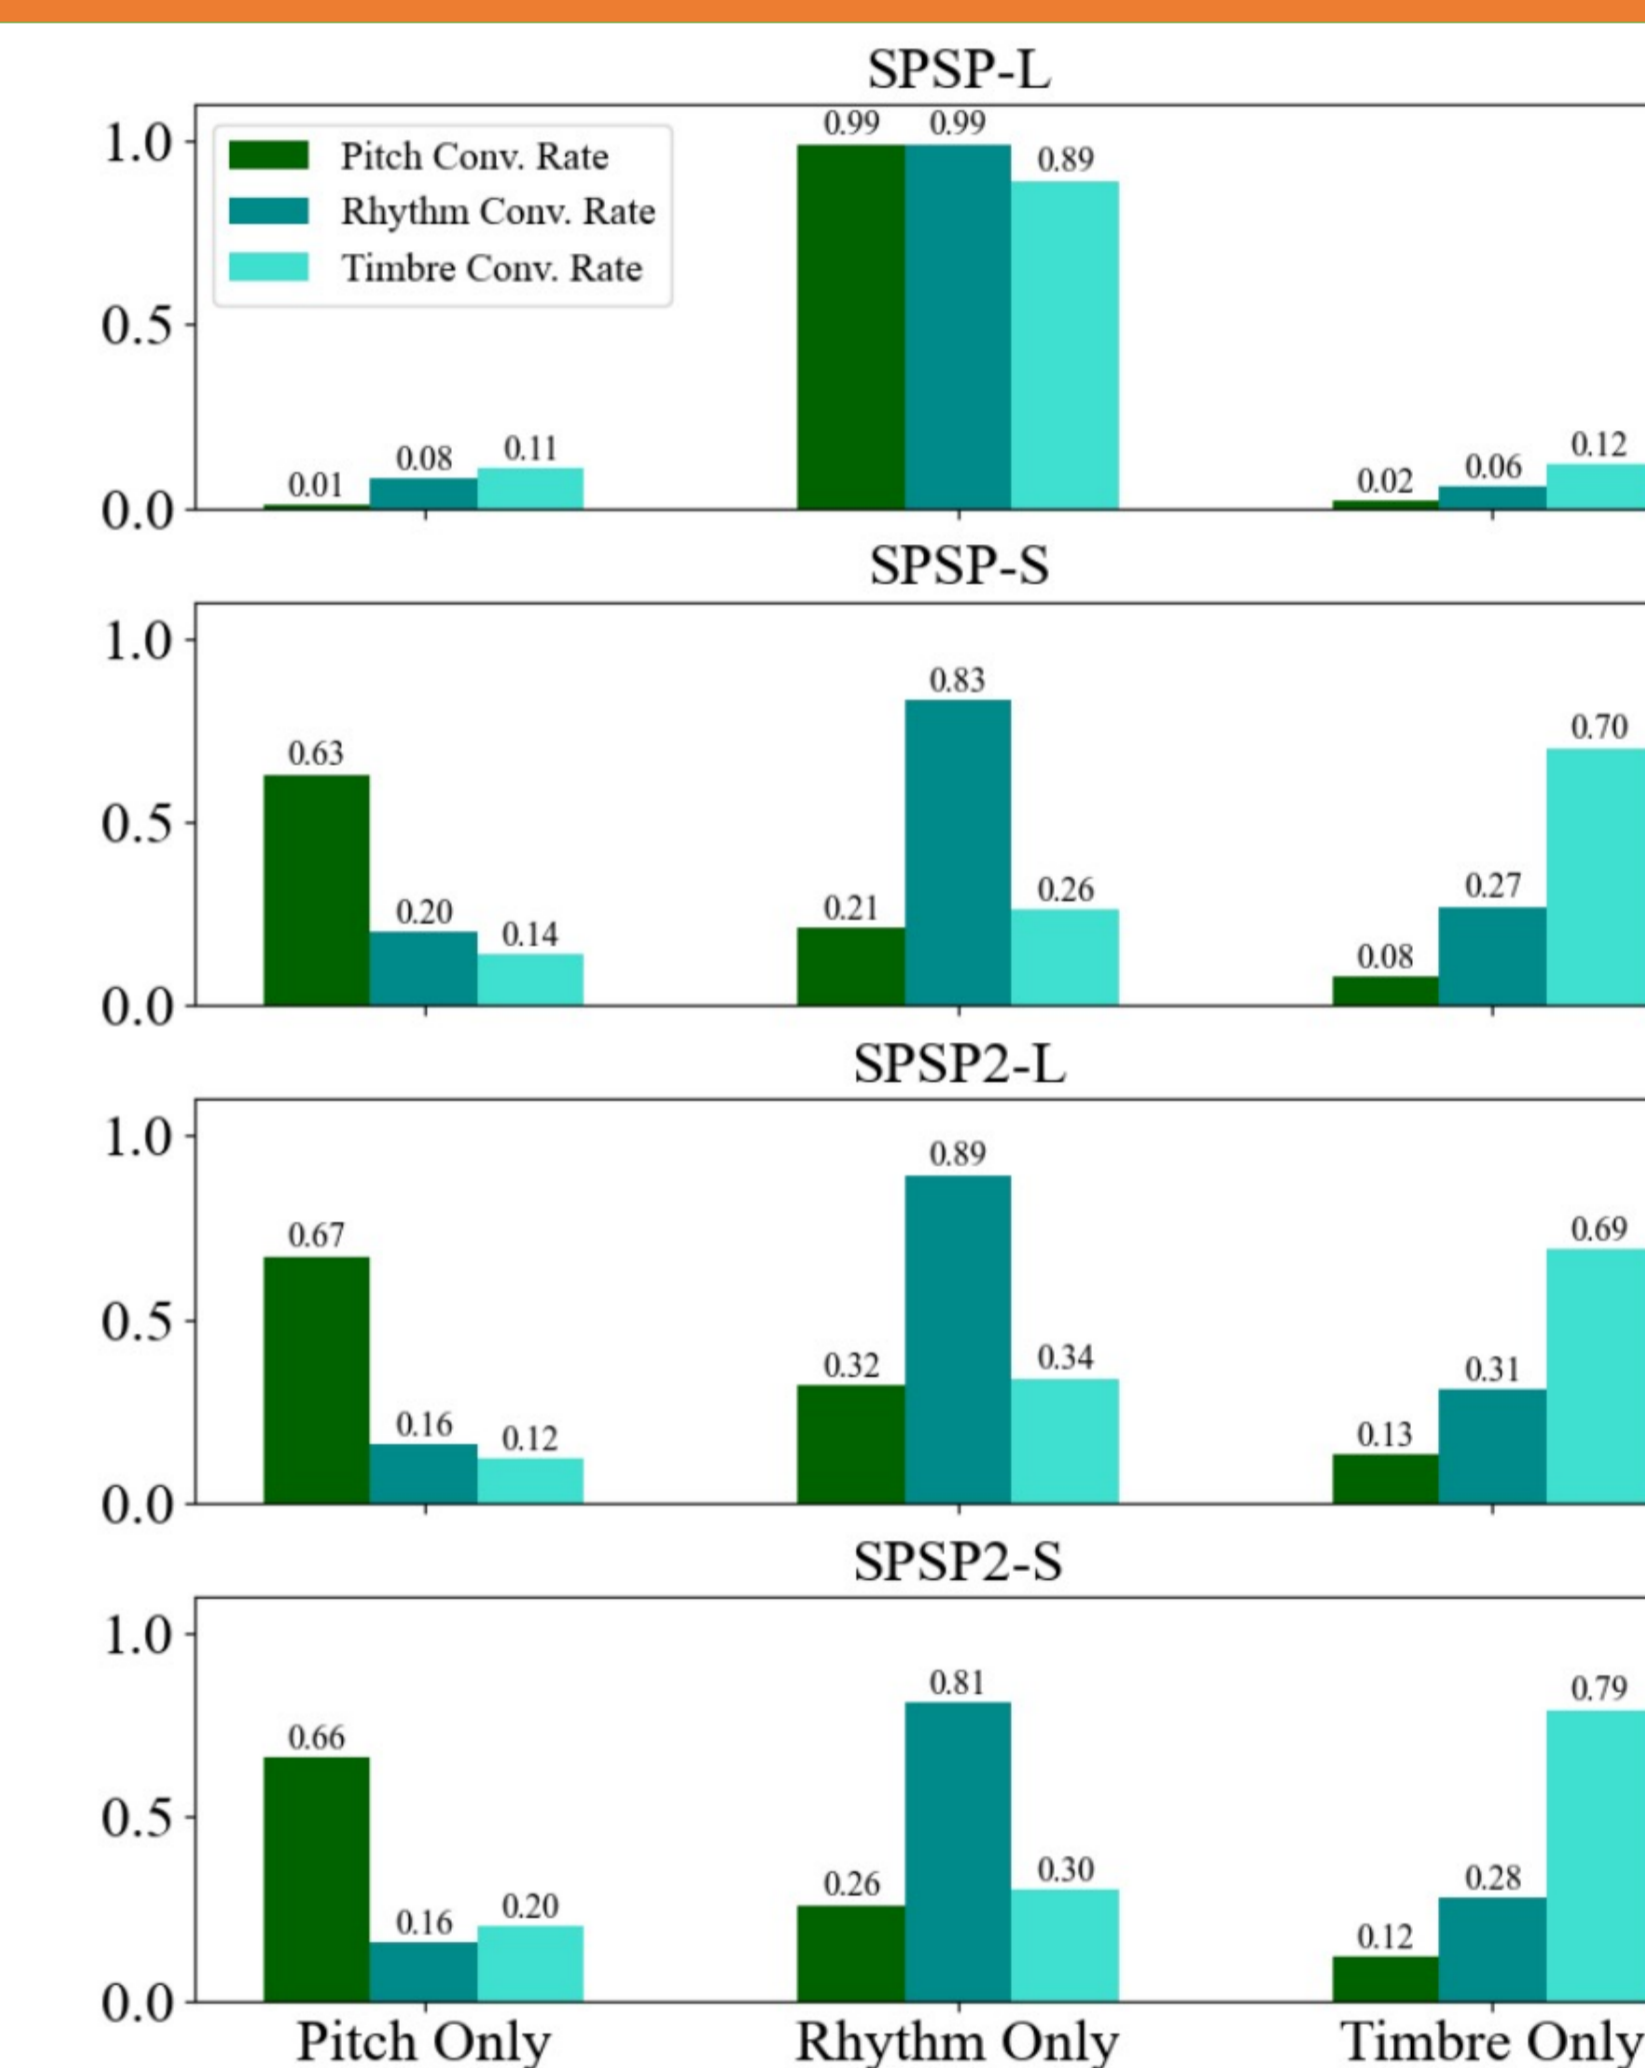 SPSP-L
1.0
0.5
0.0
Pitch Conv. Rate
Rhythm Conv. Rate
Timbre Conv. Rate
0.01 0.08 0.11
0.99 0.99 0.89
0.02 0.06 0.12
SPSP-S
1.0
0.5
0.0
0.63 0.20 0.14
0.21 0.83 0.26
0.08 0.27 0.70
SPSP2-L
1.0
0.5
0.0
0.67 0.16 0.12
0.32 0.89 0.34
0.13 0.31 0.69
SPSP2-S
1.0
0.5
0.0
0.66 0.16 0.20
0.26 0.81 0.30
0.12 0.28 0.79
Pitch Only Rhythm Only Timbre Only